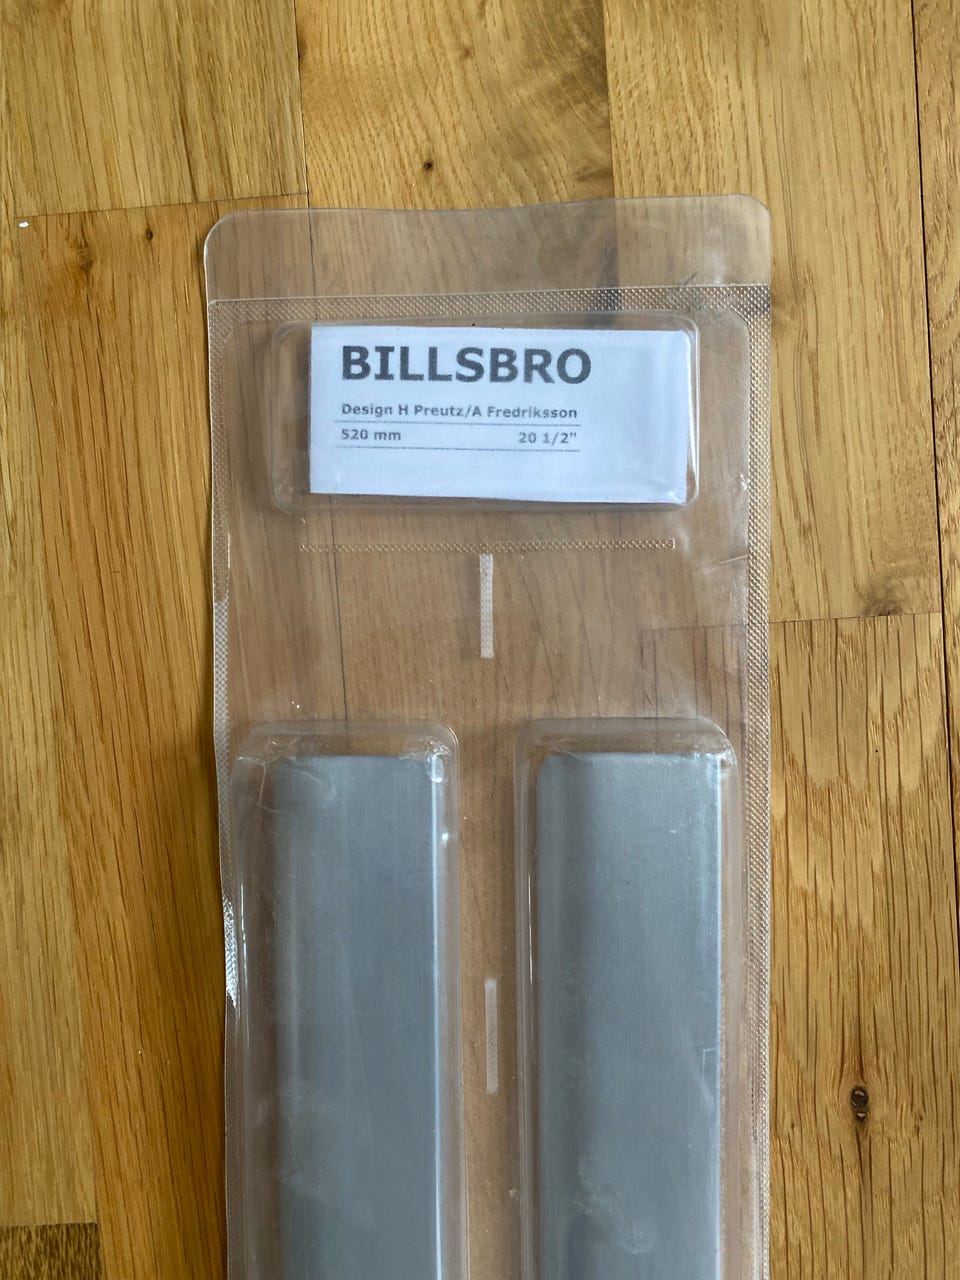 BILLSBRO
Design H Preutz/A Fredriksson
520 mm 20 1/2"